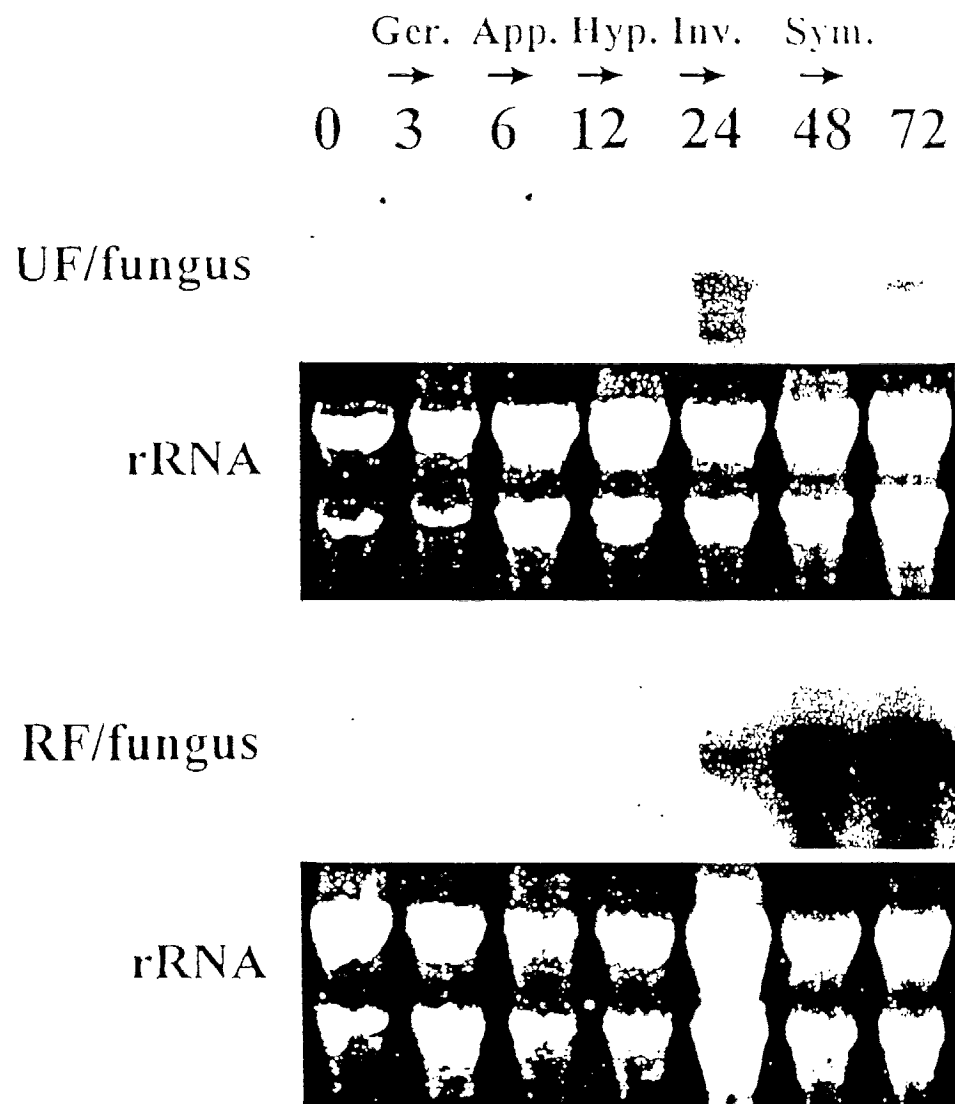 Ger. App. Hyp. Inv. Sym.
0 3 6 12 24 48 72
UF/fungus
rRNA
RF/fungus
rRNA